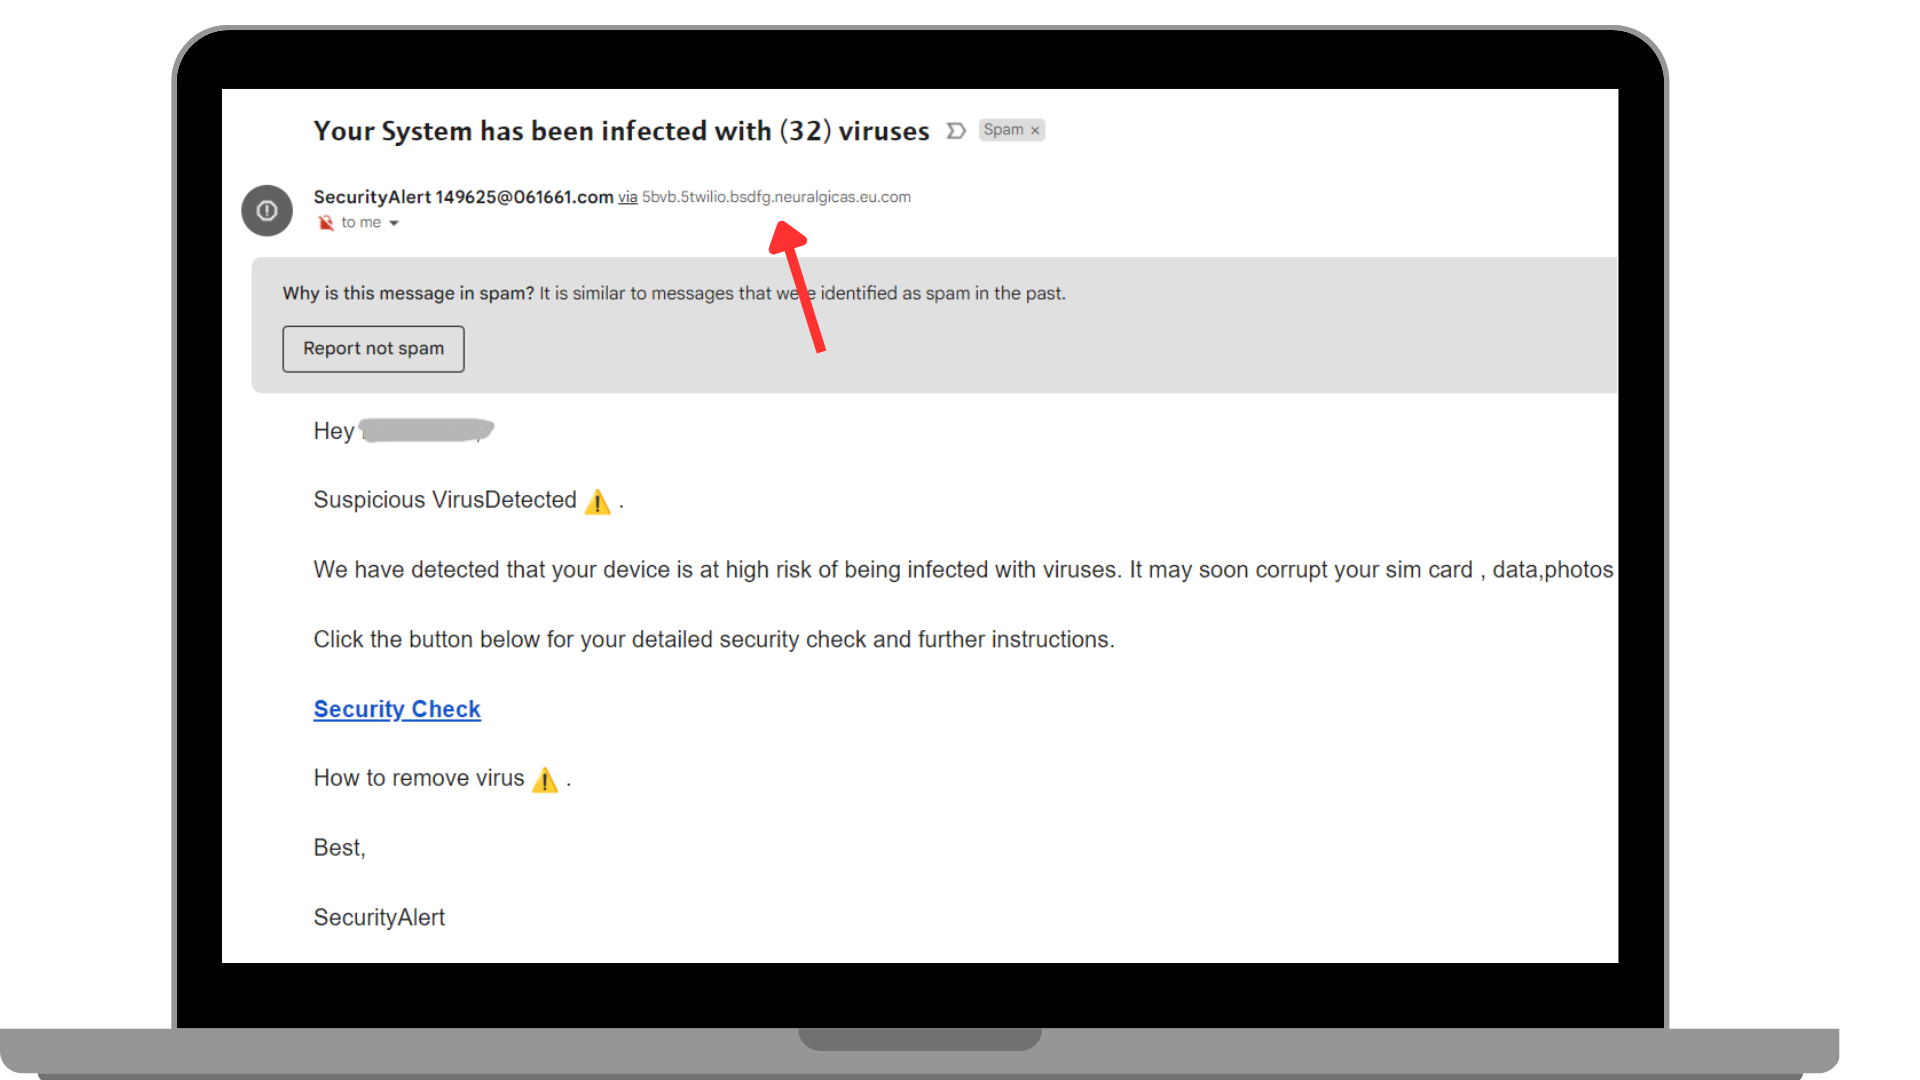 Your System has been infected with (32) viruses Spam ×
SecurityAlert 149625@061661.com via 5bvb.5twilio.bsdfg.neuralgicas.eu.com
to me
Why is this message in spam? It is similar to messages that were identified as spam in the past.
Report not spam
Hey
Suspicious VirusDetected ⚠️ .
We have detected that your device is at high risk of being infected with viruses. It may soon corrupt your sim card , data,photos
Click the button below for your detailed security check and further instructions.
Security Check
How to remove virus ⚠️ .
Best,
SecurityAlert